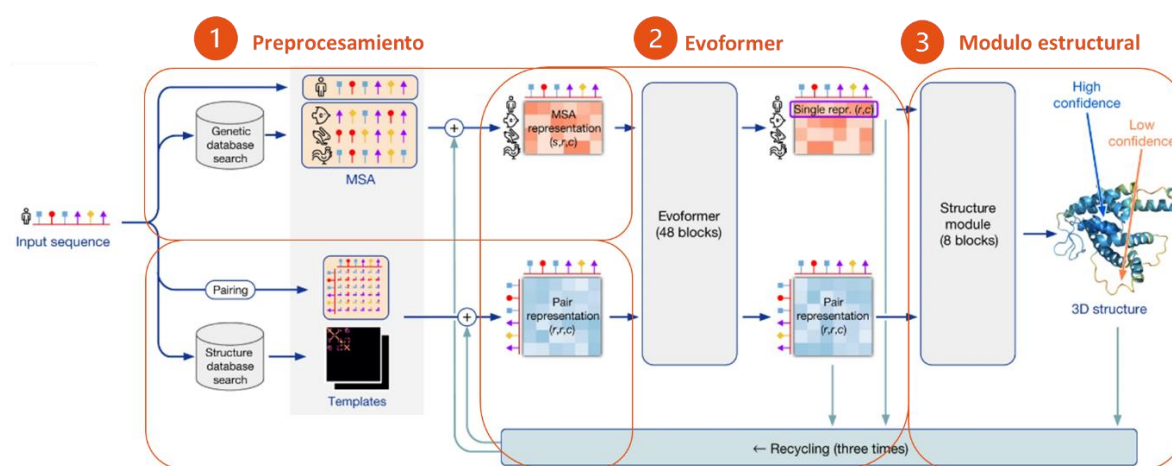 1 Preprocesamiento
2 Evoformer
3 Modulo estructural
Genetic
database
search
MSA
Input sequence
Pairing
Structure
database
search
Templates
+
+
MSA
representation
(s,r,c)
Pair
representation
(r,r,c)
Evoformer
(48 blocks)
Single repr. (r,c)
Pair
representation
(r,r,c)
Structure
module
(8 blocks)
High
confidence
Low
confidence
3D structure
← Recycling (three times)